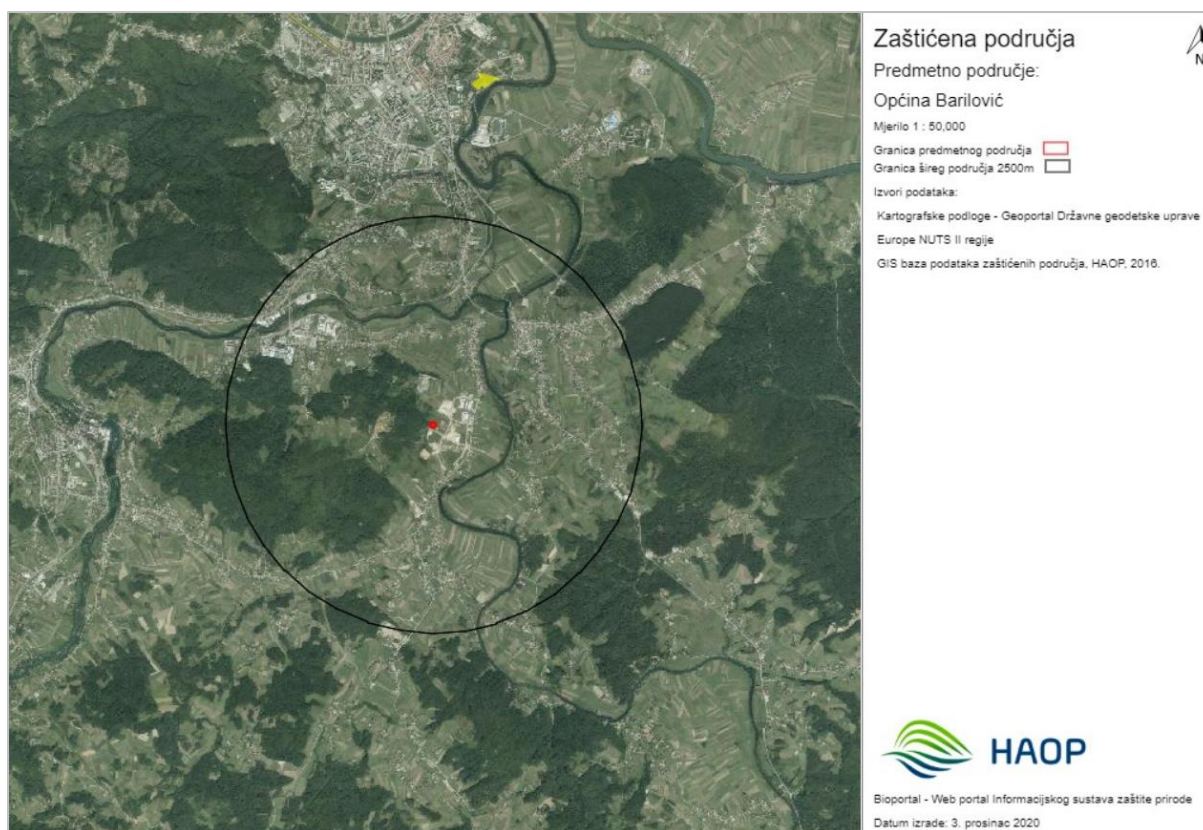 Zaštićena područja
N
Predmetno područje:
Općina Barilović
Mjerilo 1 : 50,000
Granica predmetnog područja
Granica šireg područja 2500m
Izvori podataka:
Kartografske podloge - Geoportal Državne geodetske uprave
Europe NUTS II regije
GIS baza podataka zaštićenih područja, HAOP, 2016.
HAOP
Bioportal - Web portal Informacijskog sustava zaštite prirode
Datum izrade: 3. prosinac 2020